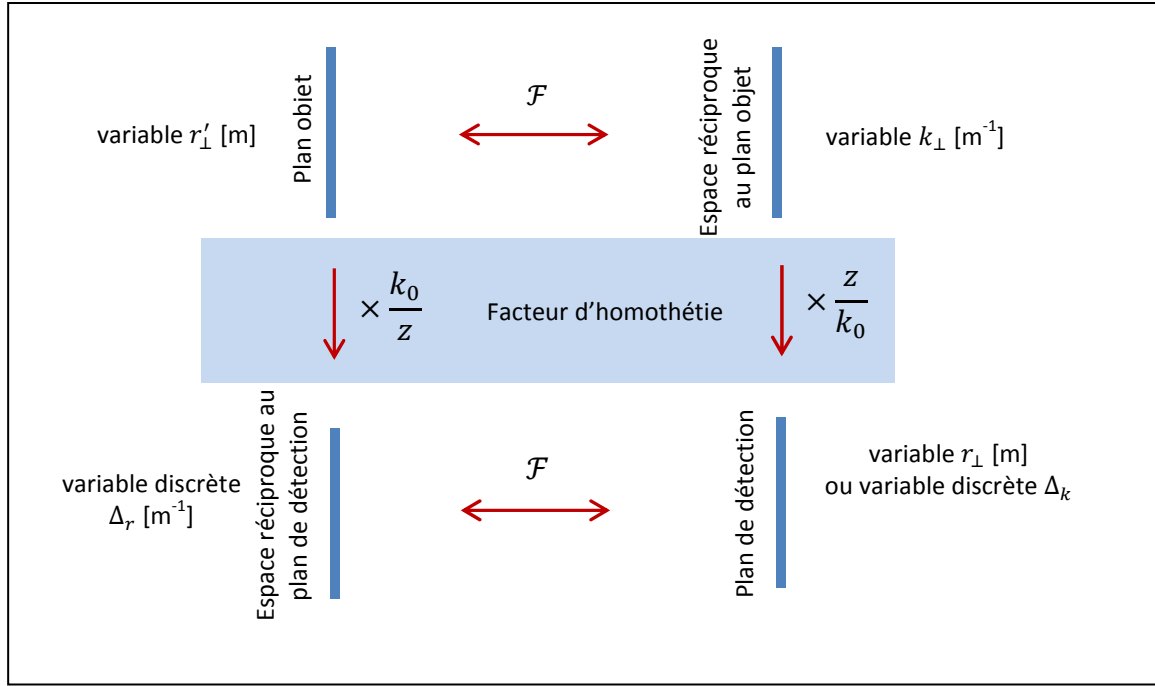 variable r′⊥ [m]
Plan objet
ℱ
Espace réciproque
au plan objet
variable k⊥ [m⁻¹]
× k₀/z
Facteur d’homothétie
× z/k₀
variable discrète
Δᵣ [m⁻¹]
Espace réciproque au
plan de détection
ℱ
Plan de détection
variable r⊥ [m]
ou variable discrète Δₖ